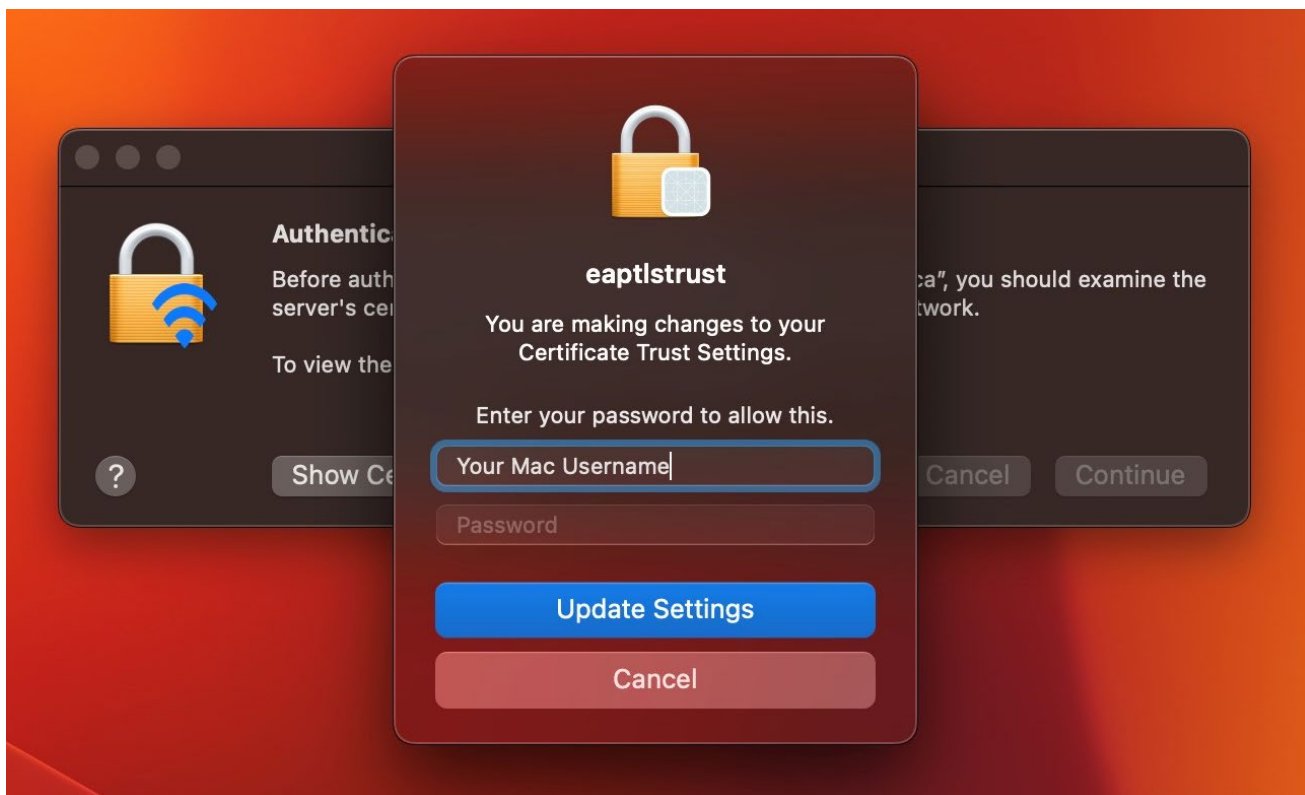 Authentic
Before auth
server's cer
To view the
?
Show Ce
eaptlstrust
You are making changes to your
Certificate Trust Settings.
Enter your password to allow this.
Your Mac Username
Password
Update Settings
Cancel
ca", you should examine the
twork.
Cancel
Continue